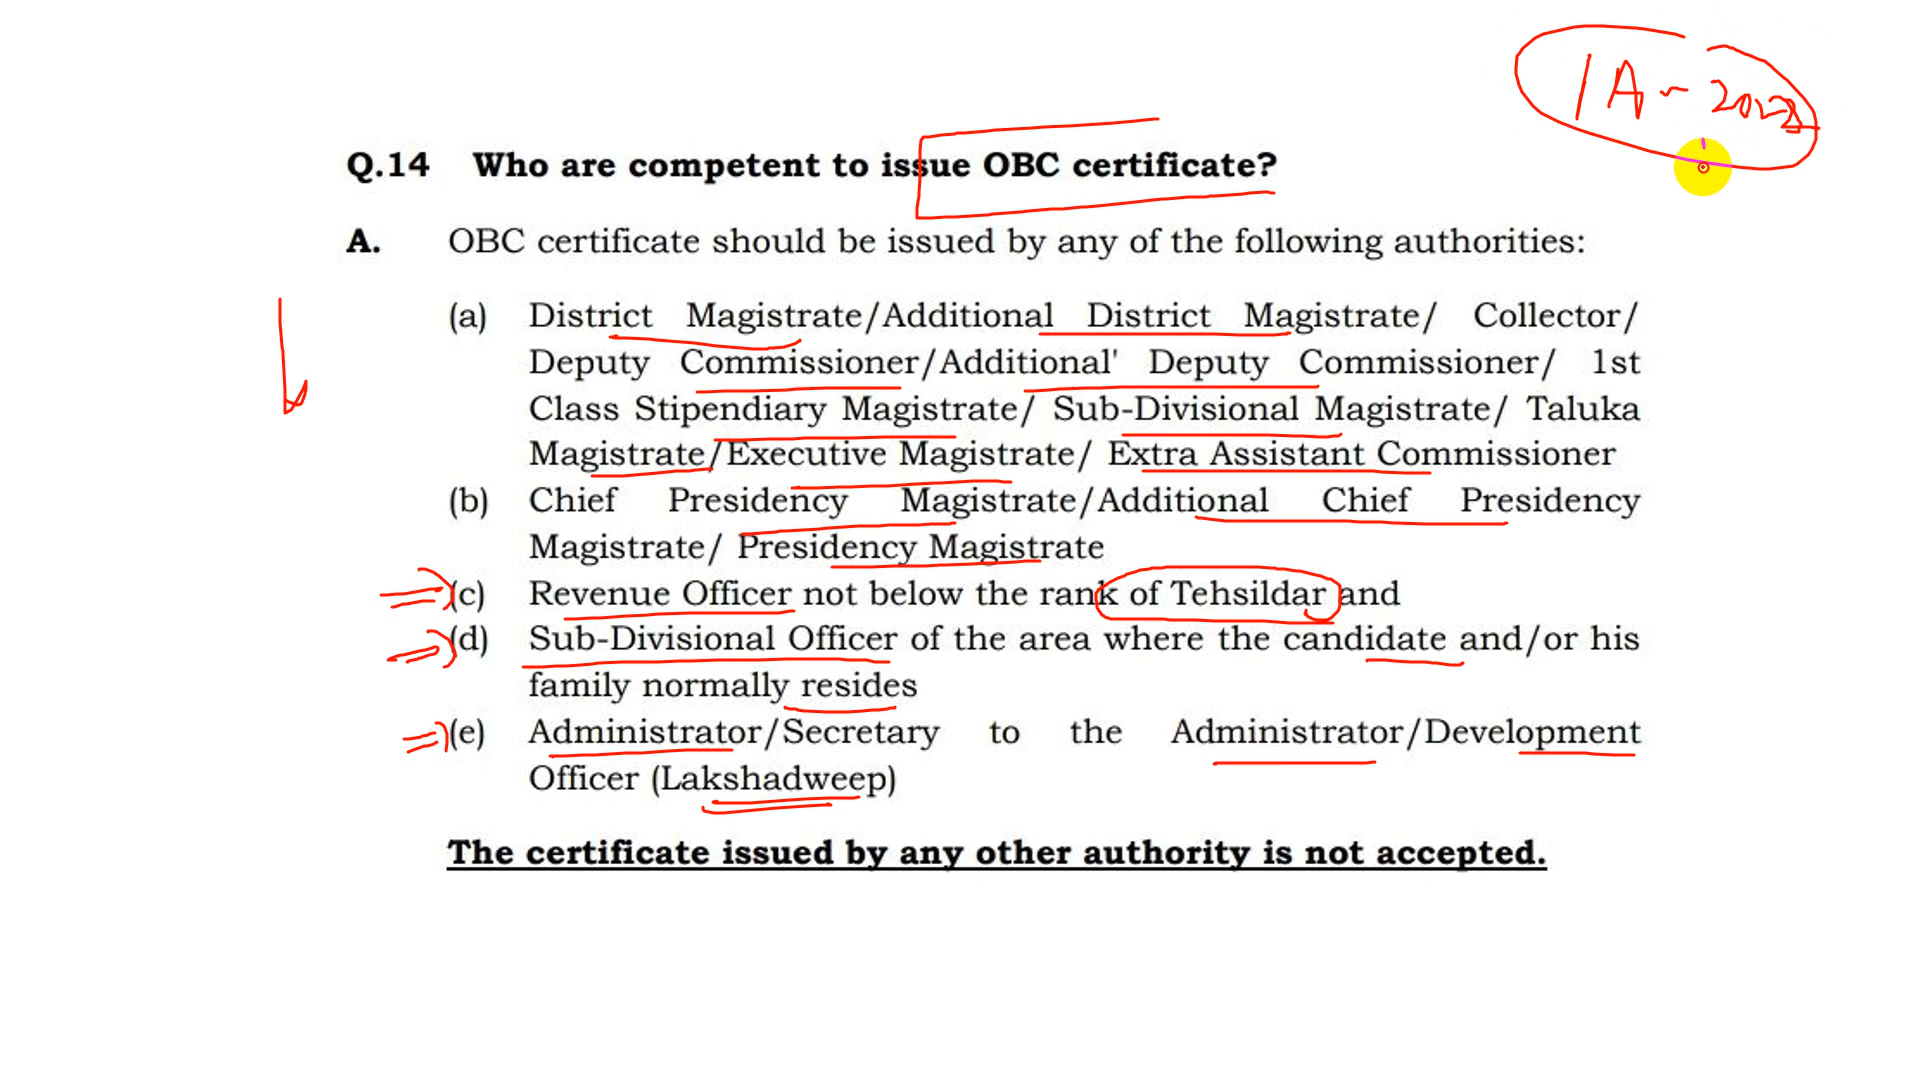 IA - 2023
Q.14 Who are competent to issue OBC certificate?
A. OBC certificate should be issued by any of the following authorities:
(a) District Magistrate/Additional District Magistrate/ Collector/
Deputy Commissioner/Additional' Deputy Commissioner/ 1st
Class Stipendiary Magistrate/ Sub-Divisional Magistrate/ Taluka
Magistrate/Executive Magistrate/ Extra Assistant Commissioner
(b) Chief Presidency Magistrate/Additional Chief Presidency
Magistrate/ Presidency Magistrate
(c) Revenue Officer not below the rank of Tehsildar and
(d) Sub-Divisional Officer of the area where the candidate and/or his
family normally resides
(e) Administrator/Secretary to the Administrator/Development
Officer (Lakshadweep)
The certificate issued by any other authority is not accepted.